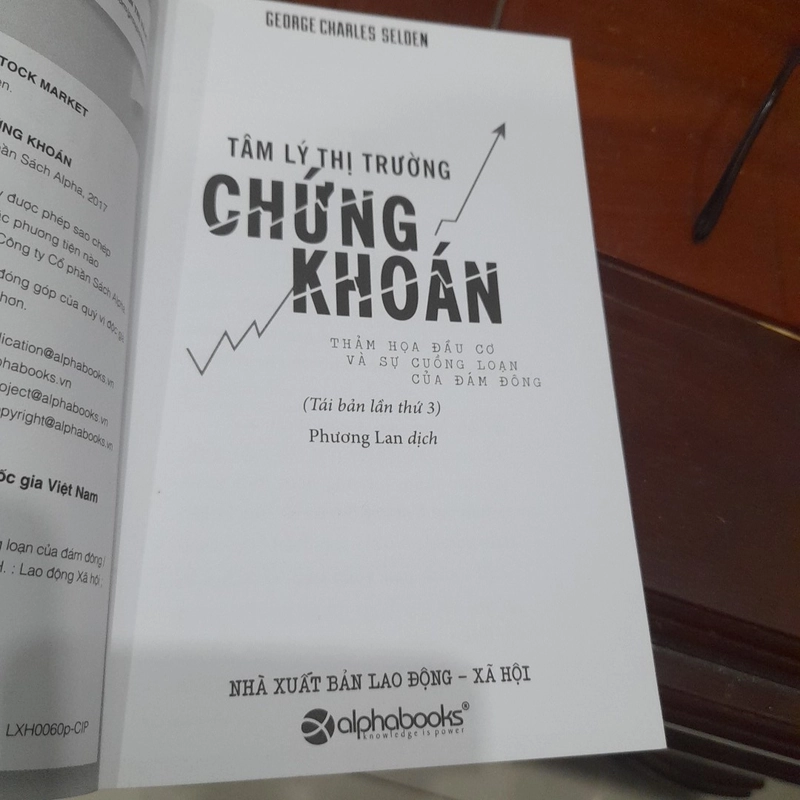 TOCK MARKET
ỨNG KHOÁN
ần Sách Alpha, 2017
được phép sao chép
phương tiện nào
Công ty Cổ phần Sách Alpha
đóng góp của quý vị độc giả
hơn.
lication@alphabooks.vn
phabooks.vn
oject@alphabooks.vn
pyright@alphabooks.vn
ốc gia Việt Nam
loạn của đám đông /
H. : Lao động Xã hội
LXH0060p-CIP
GEORGE CHARLES SELDEN
TÂM LÝ THỊ TRƯỜNG
CHỨNG
KHOÁN
THẢM HỌA ĐẦU CƠ
VÀ SỰ CUỒNG LOẠN
CỦA ĐÁM ĐÔNG
(Tái bản lần thứ 3)
Phương Lan dịch
NHÀ XUẤT BẢN LAO ĐỘNG – XÃ HỘI
alphabooks®
knowledge is power